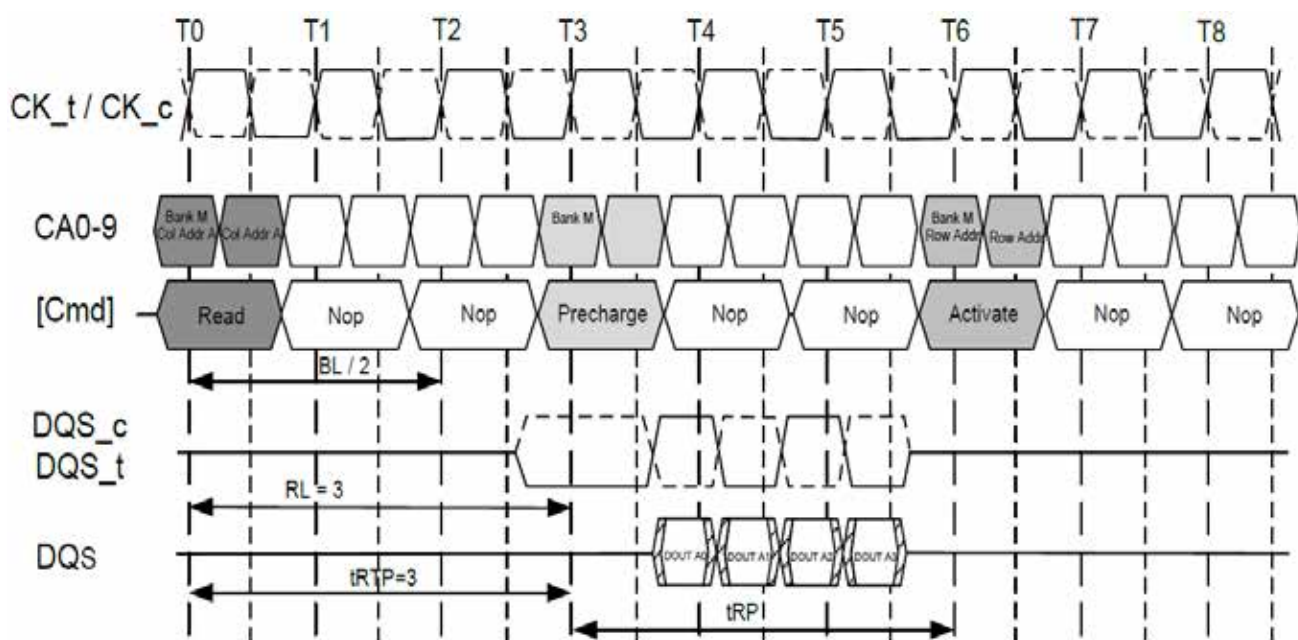 T0 T1 T2 T3 T4 T5 T6 T7 T8
CK_t / CK_c
CA0-9
Bank M
Col Addr A
Col Addr A
Bank M
Bank M
Row Addr
Row Addr
[Cmd]
Read Nop Nop Precharge Nop Nop Activate Nop Nop
BL / 2
DQS_c
DQS_t
RL = 3
DQS
DOUT A0 DOUT A1 DOUT A2 DOUT A3
tRTP=3
tRP